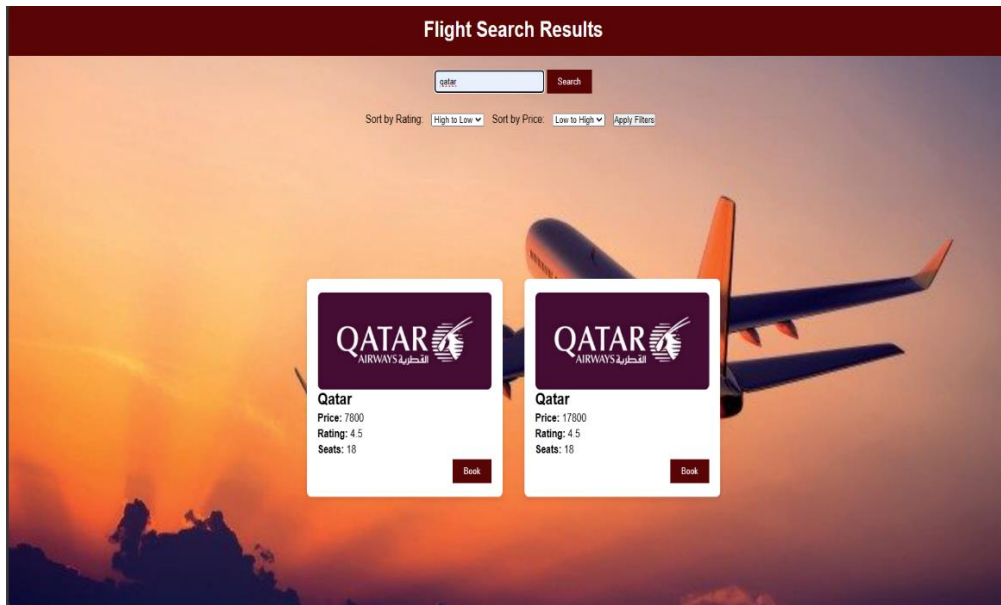 Flight Search Results
qatar
Search
Sort by Rating: High to Low Sort by Price: Low to High Apply Filters
QATAR
AIRWAYS القطرية
Qatar
Price: 7800
Rating: 4.5
Seats: 18
Book
QATAR
AIRWAYS القطرية
Qatar
Price: 17800
Rating: 4.5
Seats: 18
Book